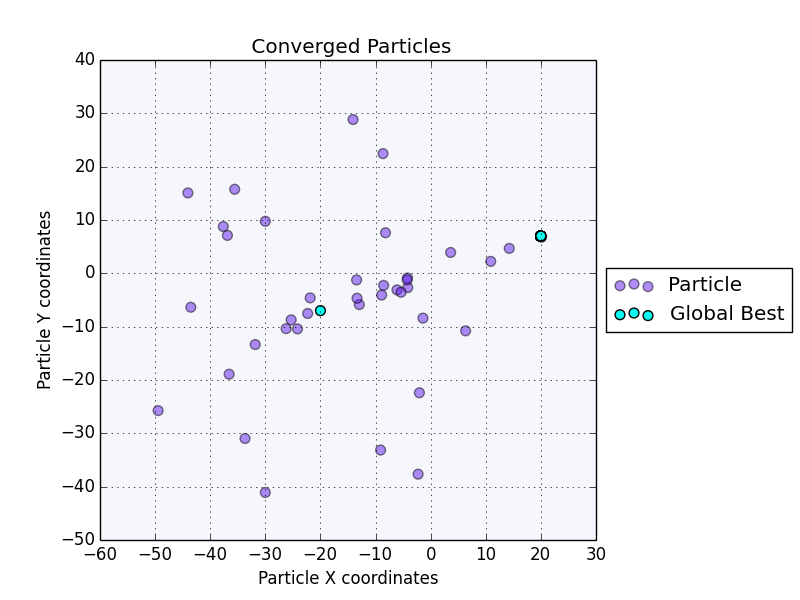 Converged Particles
40
30
20
10
0
−10
−20
−30
−40
−50
−60 −50 −40 −30 −20 −10 0 10 20 30
Particle X coordinates
Particle Y coordinates
Particle
Global Best